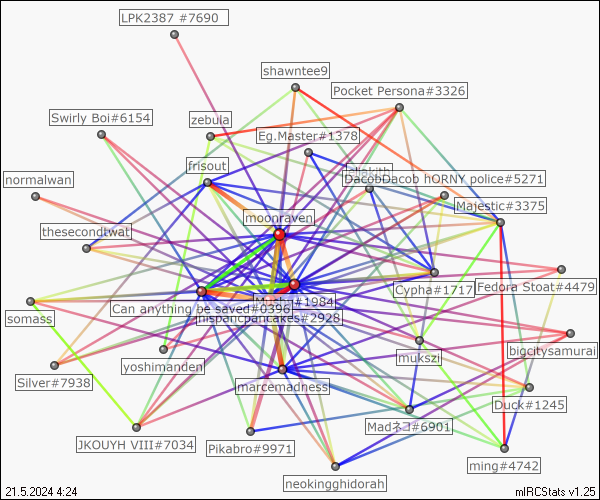 LPK2387 #7690
shawntee9
Pocket Persona#3326
Swirly Boi#6154
zebula
Eg.Master#1378
frisout
DacobDacob hORNY police#5271
normalwan
Majestic#3375
moonraven
thesecondtwat
Cypha#1717
Fedora Stoat#4479
#1984
Can anything be saved#0396
somass
mispancpancakes#2928
bigcitysamurai
mukszi
yoshimanden
Silver#7938
marcemadness
Duck#1245
Madネコ#6901
JKOUYH VIII#7034
Pikabro#9971
ming#4742
neokingghidorah
21.5.2024 4:24
mIRCStats v1.25